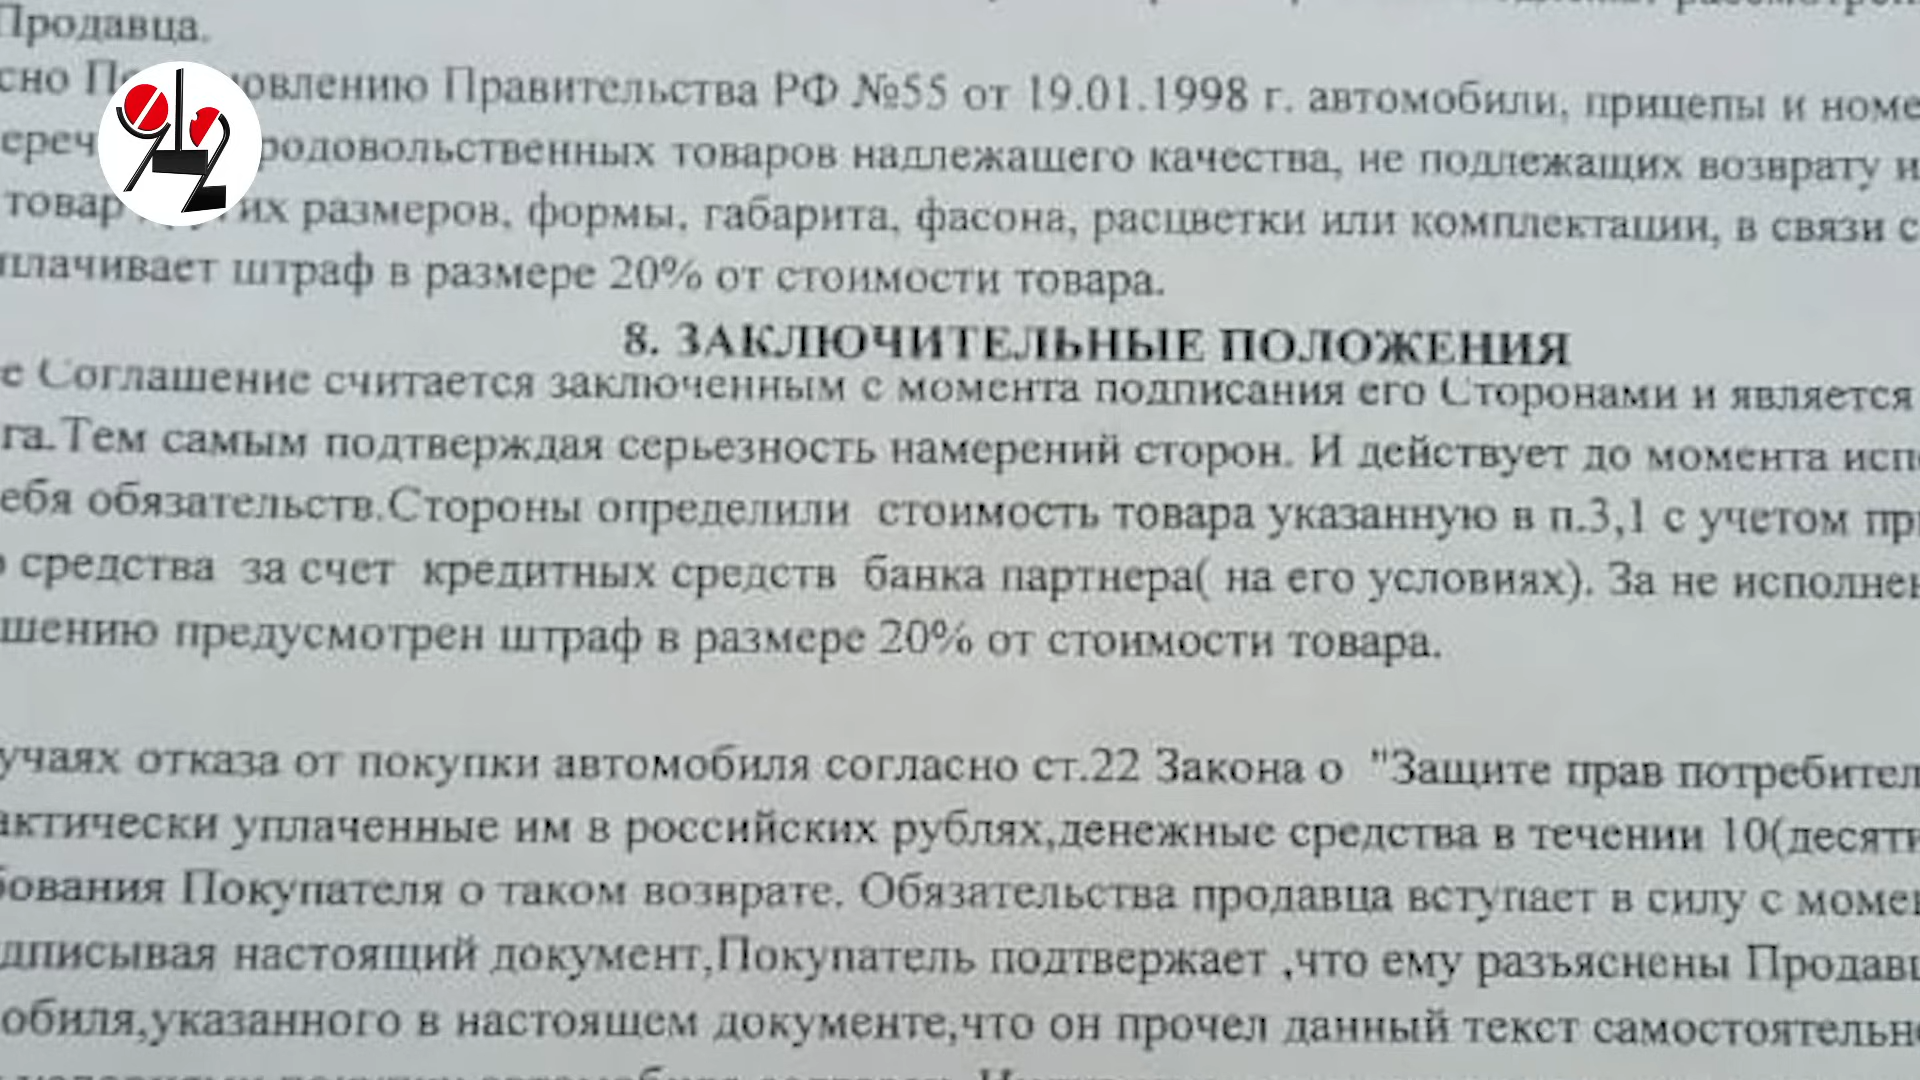 Продавца.
сно П овлению Правительства РФ №55 от 19.01.1998 г. автомобили, прицепы и номе
ереч родовольственных товаров надлежащего качества, не подлежащих возврату и
товар их размеров, формы, габарита, фасона, расцветки или комплектации, в связи с
плачивает штраф в размере 20% от стоимости товара.
8. ЗАКЛЮЧИТЕЛЬНЫЕ ПОЛОЖЕНИЯ
е Соглашение считается заключенным с момента подписания его Сторонами и является
га.Тем самым подтверждая серьезность намерений сторон. И действует до момента исп
ебя обязательств.Стороны определили стоимость товара указанную в п.3,1 с учетом пр
средства за счет кредитных средств банка партнера( на его условиях). За не исполнен
шению предусмотрен штраф в размере 20% от стоимости товара.
учаях отказа от покупки автомобиля согласно ст.22 Закона о "Защите прав потребител
актически уплаченные им в российских рублях,денежные средства в течении 10(десяти
бования Покупателя о таком возврате. Обязательства продавца вступает в силу с момен
дписывая настоящий документ,Покупатель подтвержает ,что ему разъяснены Продавц
обиля,указанного в настоящем документе,что он прочел данный текст самостоятельно